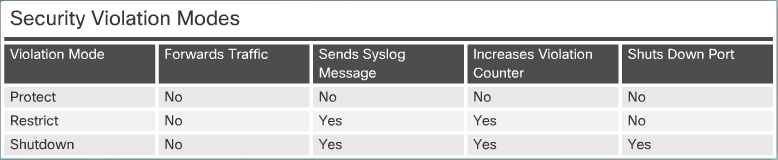 Security Violation Modes
Violation Mode Forwards Traffic Sends Syslog Message Increases Violation Counter Shuts Down Port
Protect No No No No
Restrict No Yes Yes No
Shutdown No Yes Yes Yes